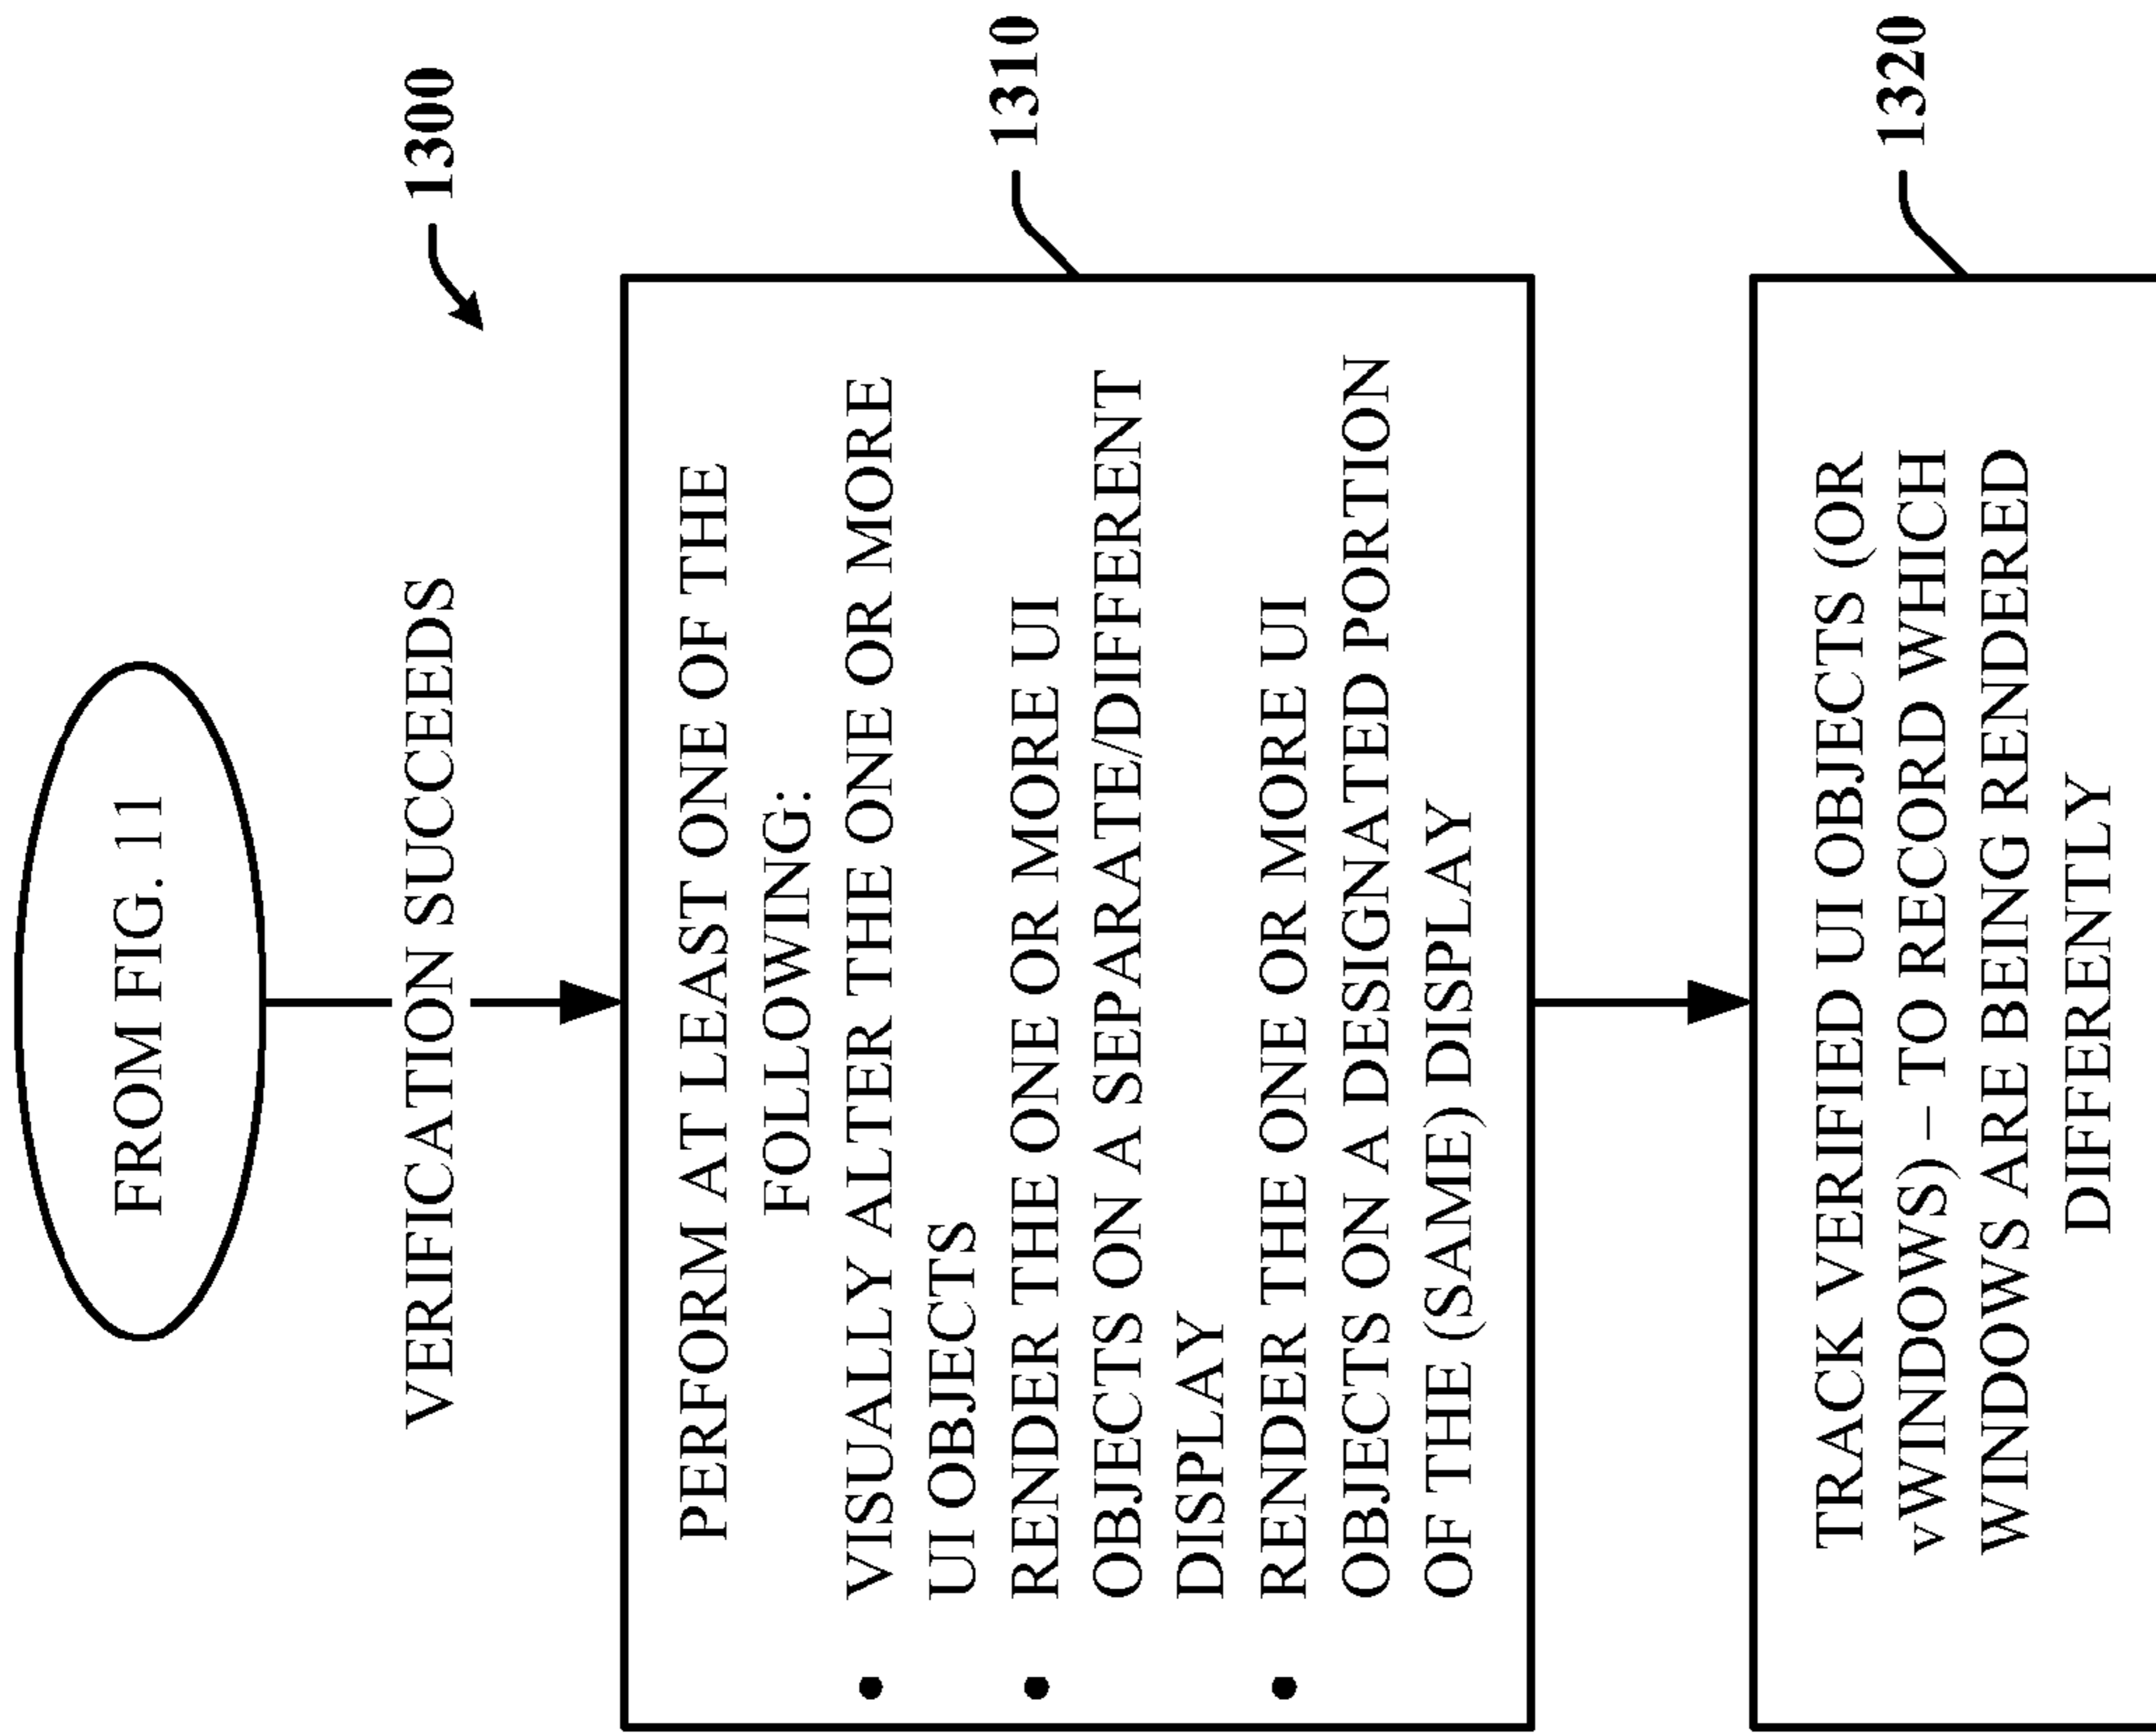 FROM FIG. 11
1300
VERIFICATION SUCCEEDS
1310
PERFORM AT LEAST ONE OF THE
FOLLOWING:
• VISUALLY ALTER THE ONE OR MORE
UI OBJECTS
• RENDER THE ONE OR MORE UI
OBJECTS ON A SEPARATE/DIFFERENT
DISPLAY
• RENDER THE ONE OR MORE UI
OBJECTS ON A DESIGNATED PORTION
OF THE (SAME) DISPLAY
1320
TRACK VERIFIED UI OBJECTS (OR
vWINDOWS) – TO RECORD WHICH
WINDOWS ARE BEING RENDERED
DIFFERENTLY